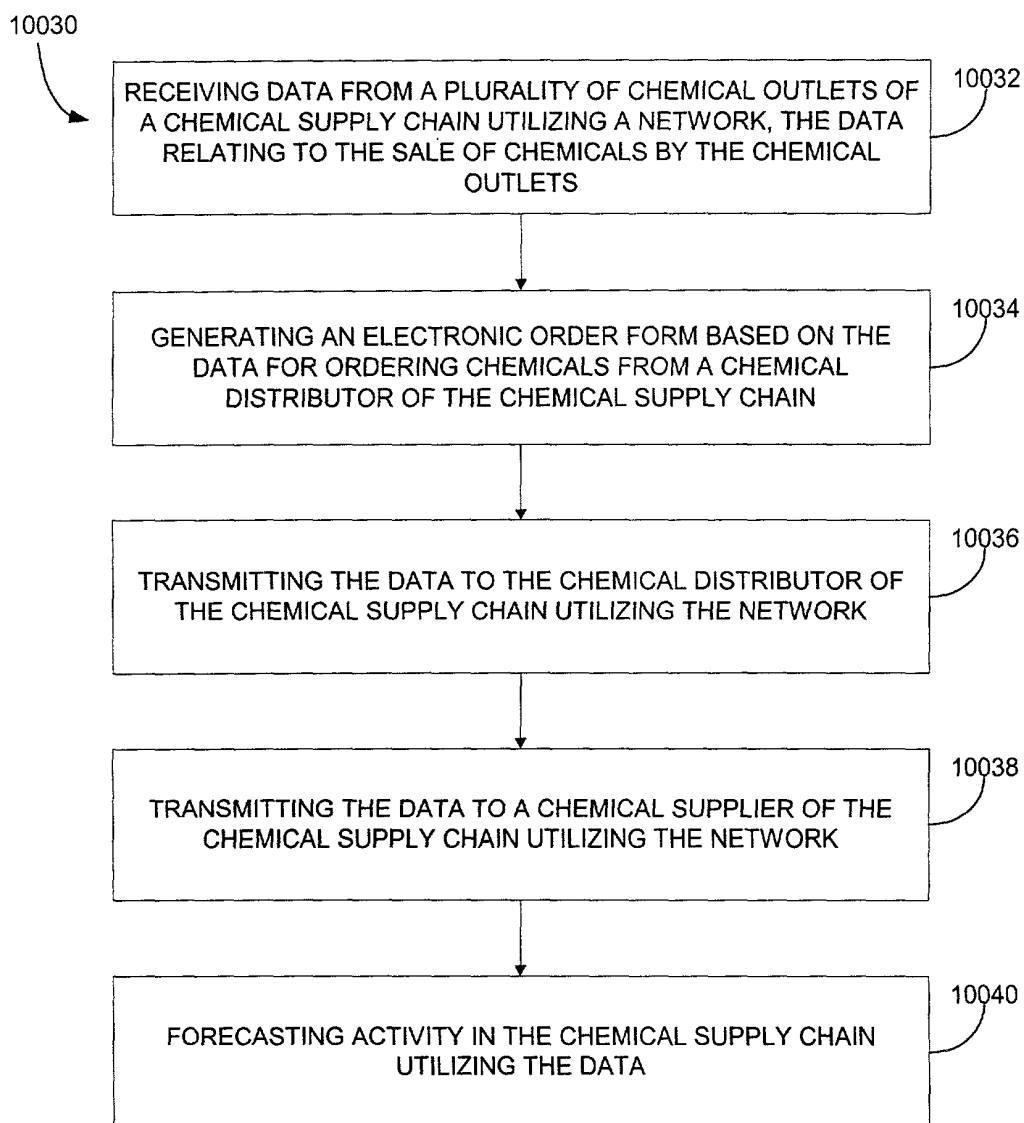 10030
RECEIVING DATA FROM A PLURALITY OF CHEMICAL OUTLETS OF
A CHEMICAL SUPPLY CHAIN UTILIZING A NETWORK, THE DATA
RELATING TO THE SALE OF CHEMICALS BY THE CHEMICAL
OUTLETS
10032
GENERATING AN ELECTRONIC ORDER FORM BASED ON THE
DATA FOR ORDERING CHEMICALS FROM A CHEMICAL
DISTRIBUTOR OF THE CHEMICAL SUPPLY CHAIN
10034
TRANSMITTING THE DATA TO THE CHEMICAL DISTRIBUTOR OF
THE CHEMICAL SUPPLY CHAIN UTILIZING THE NETWORK
10036
TRANSMITTING THE DATA TO A CHEMICAL SUPPLIER OF THE
CHEMICAL SUPPLY CHAIN UTILIZING THE NETWORK
10038
FORECASTING ACTIVITY IN THE CHEMICAL SUPPLY CHAIN
UTILIZING THE DATA
10040